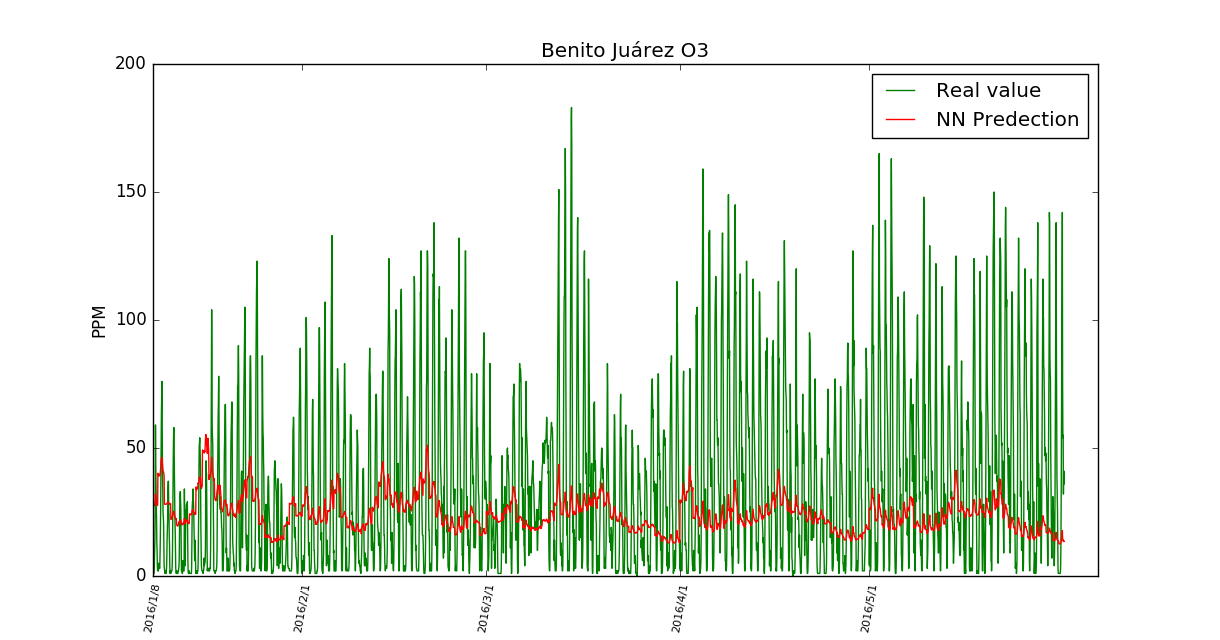 Benito Juárez O3
200
150
100
50
0
PPM
Real value
NN Predection
2016/1/8
2016/2/1
2016/3/1
2016/4/1
2016/5/1